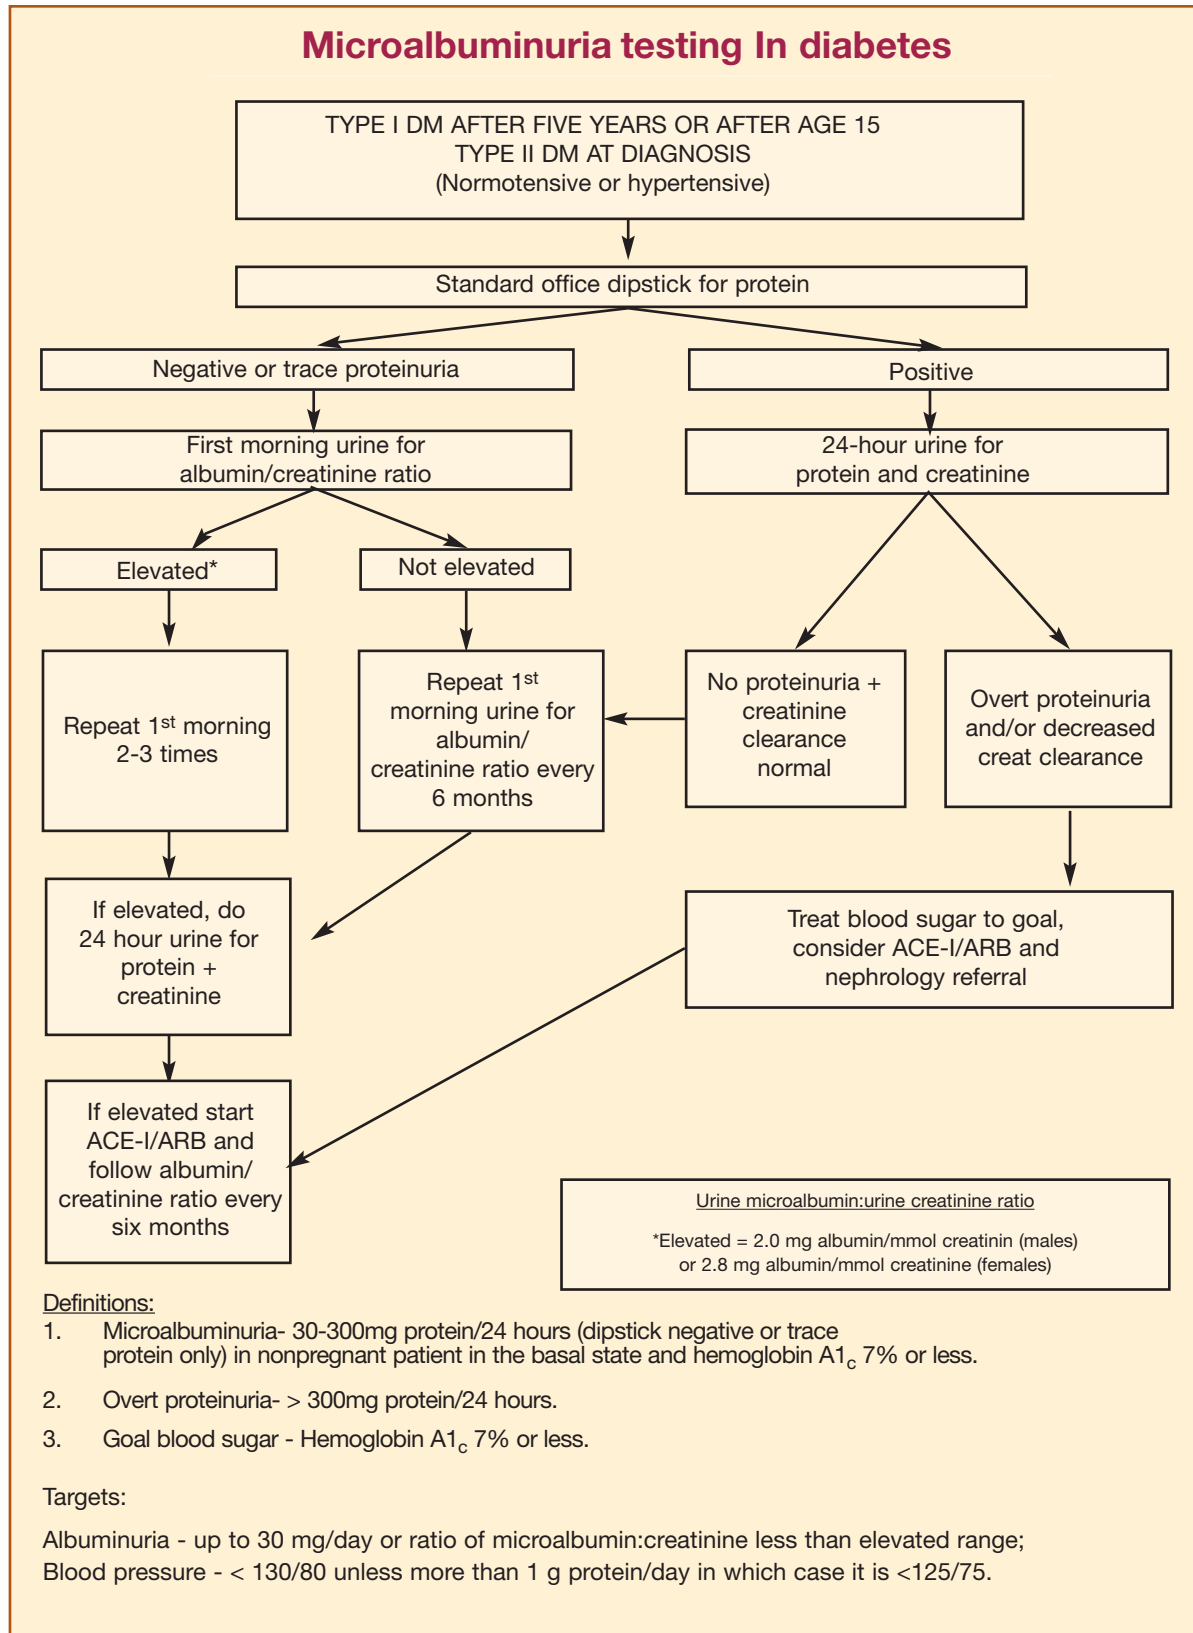 Microalbuminuria testing In diabetes
TYPE I DM AFTER FIVE YEARS OR AFTER AGE 15
TYPE II DM AT DIAGNOSIS
(Normotensive or hypertensive)
Standard office dipstick for protein
Negative or trace proteinuria
Positive
First morning urine for
albumin/creatinine ratio
24-hour urine for
protein and creatinine
Elevated*
Not elevated
Repeat 1st morning
2-3 times
Repeat 1st
morning urine for
albumin/
creatinine ratio every
6 months
No proteinuria +
creatinine
clearance
normal
Overt proteinuria
and/or decreased
creat clearance
If elevated, do
24 hour urine for
protein +
creatinine
Treat blood sugar to goal,
consider ACE-I/ARB and
nephrology referral
If elevated start
ACE-I/ARB and
follow albumin/
creatinine ratio every
six months
Urine microalbumin:urine creatinine ratio
*Elevated = 2.0 mg albumin/mmol creatinin (males)
or 2.8 mg albumin/mmol creatinine (females)
Definitions:
1. Microalbuminuria- 30-300mg protein/24 hours (dipstick negative or trace
protein only) in nonpregnant patient in the basal state and hemoglobin A1c 7% or less.
2. Overt proteinuria- > 300mg protein/24 hours.
3. Goal blood sugar - Hemoglobin A1c 7% or less.
Targets:
Albuminuria - up to 30 mg/day or ratio of microalbumin:creatinine less than elevated range;
Blood pressure - < 130/80 unless more than 1 g protein/day in which case it is <125/75.